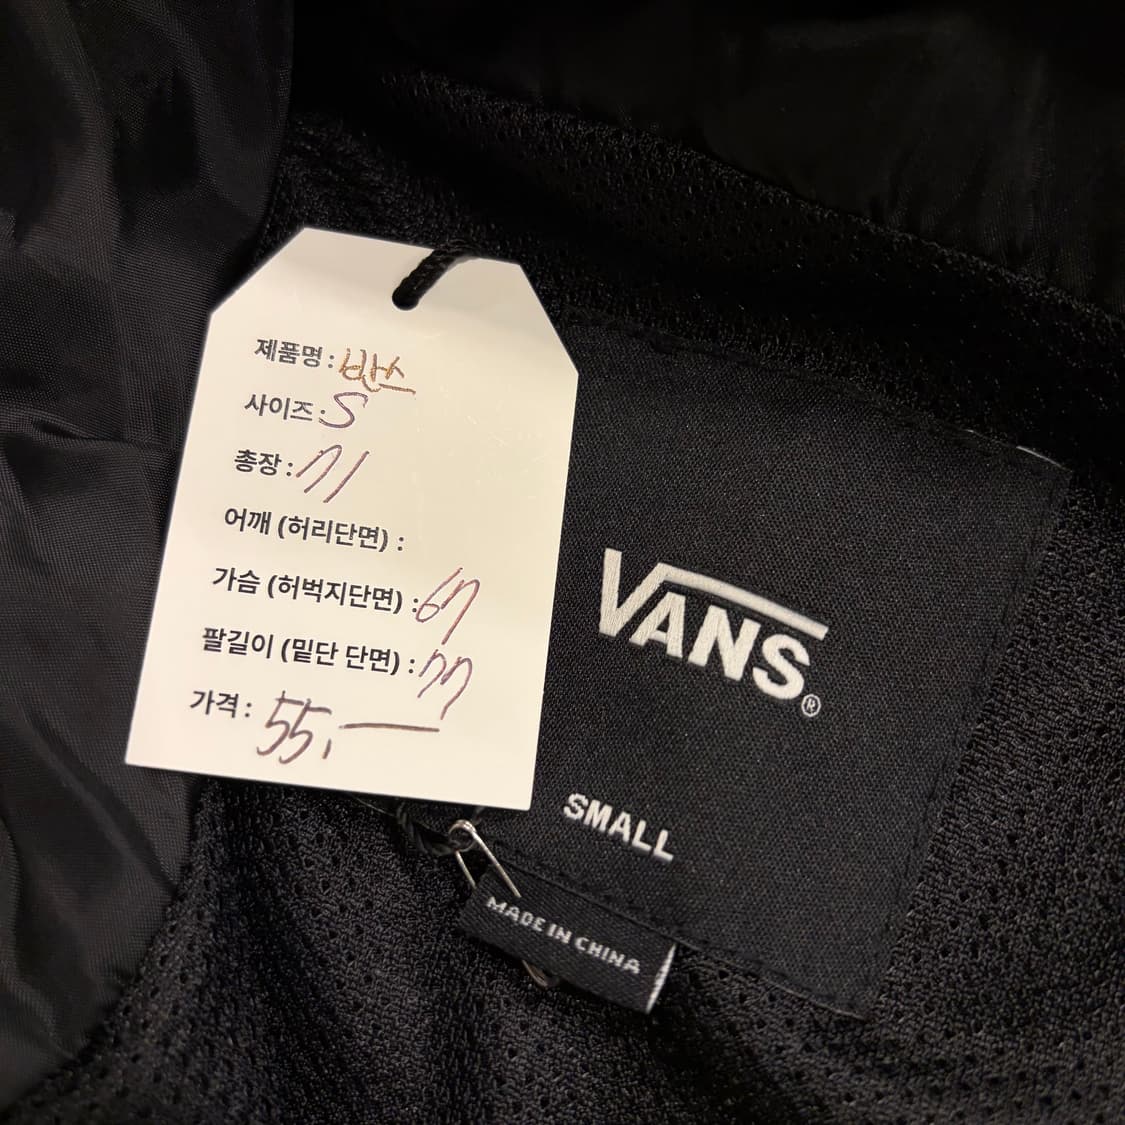 제품명 : 반스
사이즈 : S
총장 : 71
어깨 (허리단면) :
가슴 (허벅지단면) : 67
팔길이 (밑단 단면) : 77
가격 : 55,—
VANS®
SMALL
MADE IN CHINA